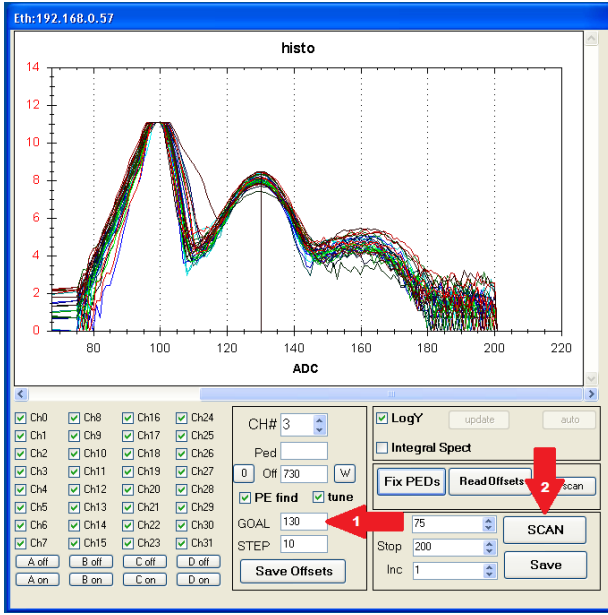 Eth:192.168.0.57
histo
14
12
10
8
6
4
2
0
80 100 120 140 160 180 200 220
ADC
Ch0 Ch8 Ch16 Ch24
Ch1 Ch9 Ch17 Ch25
Ch2 Ch10 Ch18 Ch26
Ch3 Ch11 Ch19 Ch27
Ch4 Ch12 Ch20 Ch28
Ch5 Ch13 Ch21 Ch29
Ch6 Ch14 Ch22 Ch30
Ch7 Ch15 Ch23 Ch31
A off B off C off D off
A on B on C on D on
CH# 3
Ped
0 Off 730 W
PE find tune
GOAL 130
STEP 10
Save Offsets
LogY update auto
Integral Spect
Fix PEDs Read Offsets scan
1
2
75 SCAN
Stop 200
Inc 1 Save